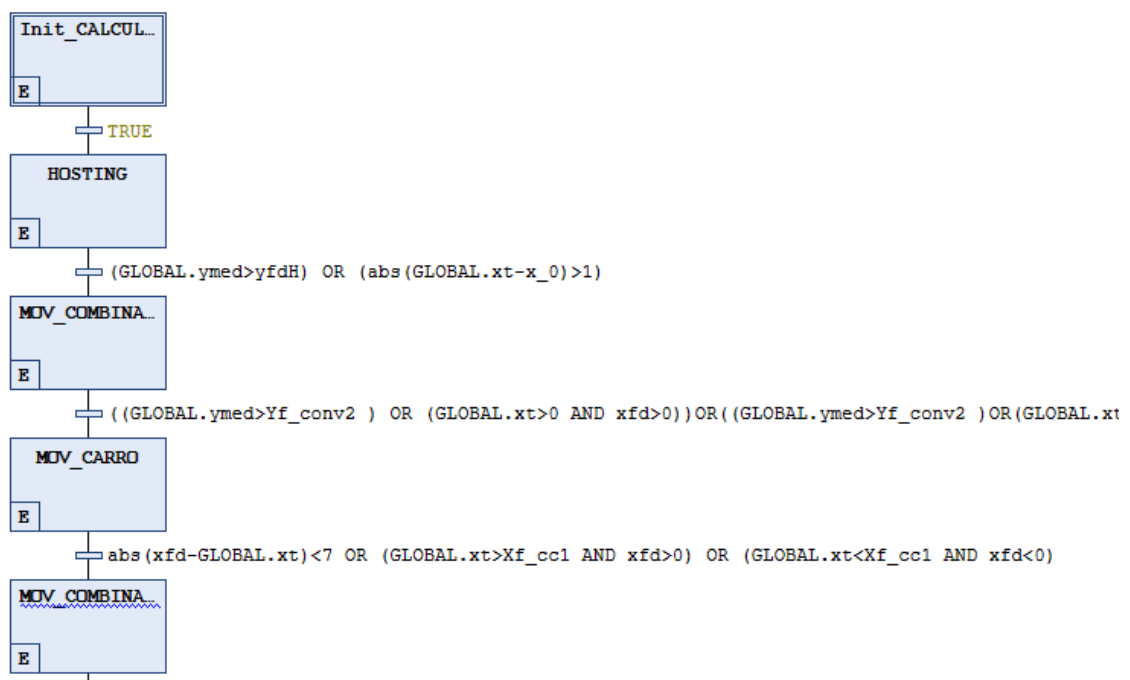 Init_CALCUL…
E
TRUE
HOSTING
E
(GLOBAL.ymed>yfdH) OR (abs(GLOBAL.xt-x_0)>1)
MOV_COMBINA…
E
((GLOBAL.ymed>Yf_conv2 ) OR (GLOBAL.xt>0 AND xfd>0))OR((GLOBAL.ymed>Yf_conv2 )OR(GLOBAL.xt
MOV_CARRO
E
abs(xfd-GLOBAL.xt)<7 OR (GLOBAL.xt>Xf_cc1 AND xfd>0) OR (GLOBAL.xt<Xf_cc1 AND xfd<0)
MOV_COMBINA…
E